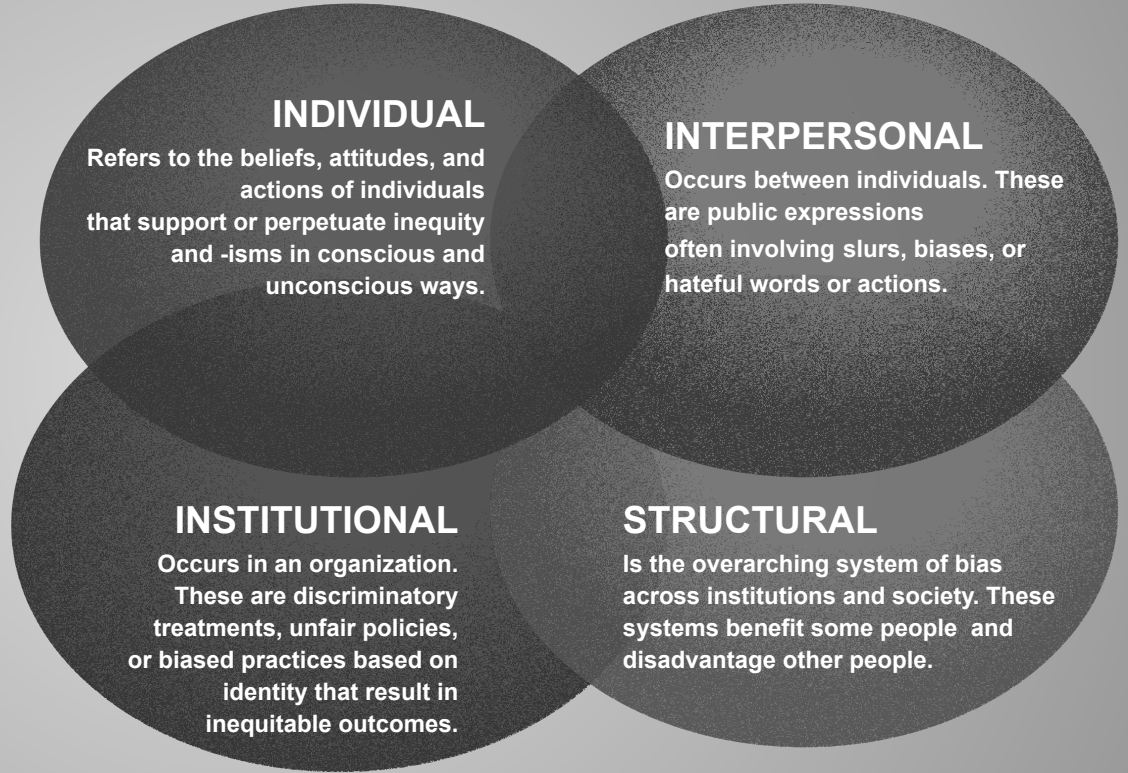 INDIVIDUAL
Refers to the beliefs, attitudes, and
actions of individuals
that support or perpetuate inequity
and -isms in conscious and
unconscious ways.
INTERPERSONAL
Occurs between individuals. These
are public expressions
often involving slurs, biases, or
hateful words or actions.
INSTITUTIONAL
Occurs in an organization.
These are discriminatory
treatments, unfair policies,
or biased practices based on
identity that result in
inequitable outcomes.
STRUCTURAL
Is the overarching system of bias
across institutions and society. These
systems benefit some people  and
disadvantage other people.